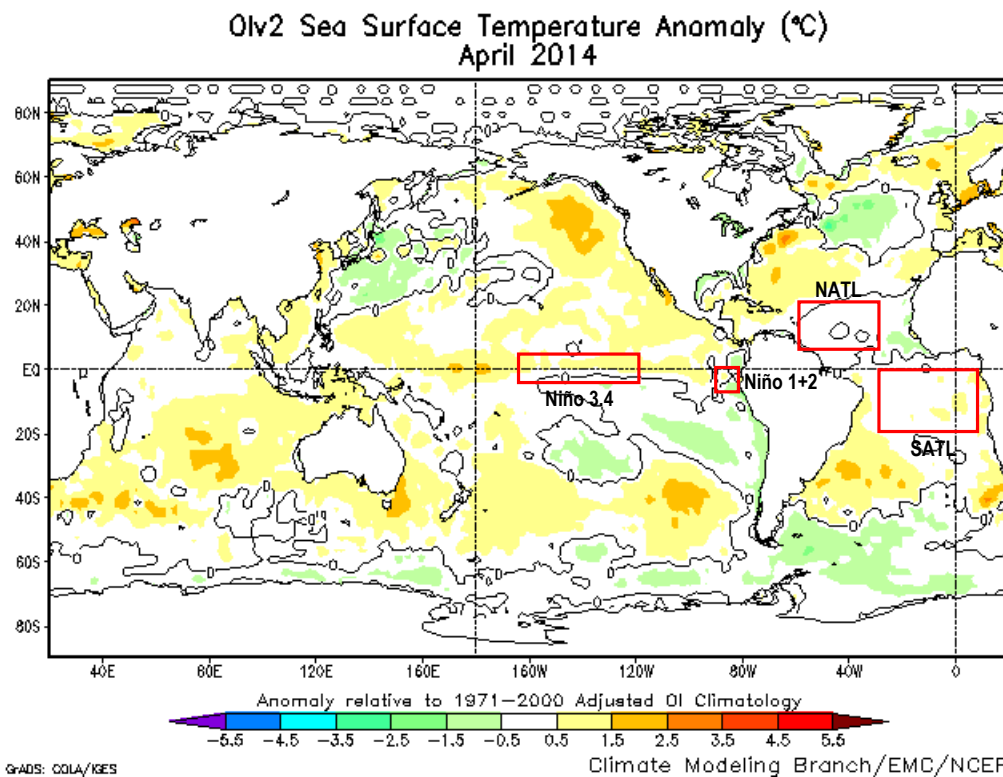 OIv2 Sea Surface Temperature Anomaly (°C)
April 2014
80N
60N
40N
20N
EQ
20S
40S
60S
80S
NATL
Niño 3.4
Niño 1+2
SATL
40E 80E 120E 160E 160W 120W 80W 40W 0
Anomaly relative to 1971-2000 Adjusted OI Climatology
-5.5 -4.5 -3.5 -2.5 -1.5 -0.5 0.5 1.5 2.5 3.5 4.5 5.5
GrADS: COLA/IGES
Climate Modeling Branch/EMC/NCEP